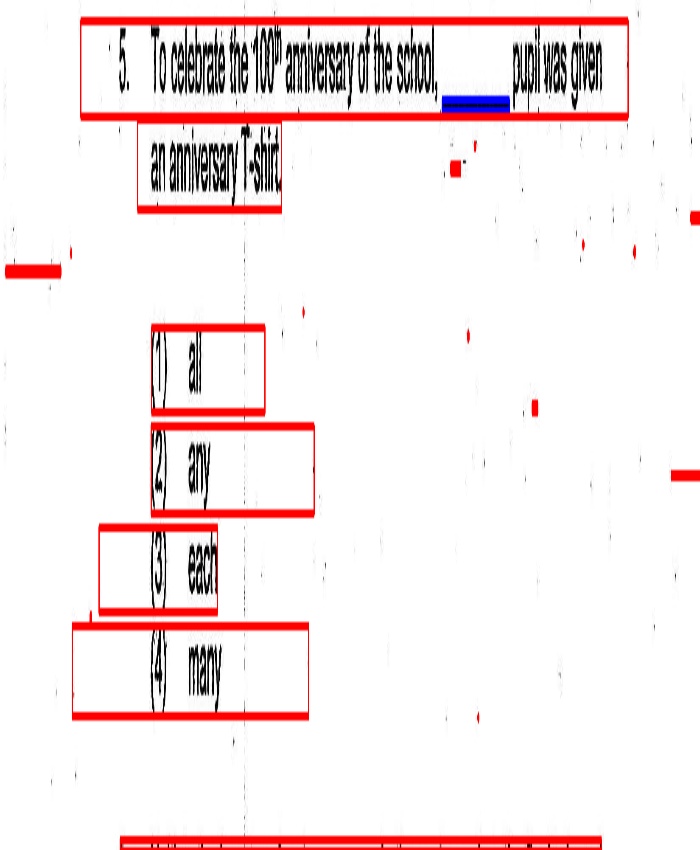 5. To celebrate the 100th anniversary of the school, ______ pupil was given
an anniversary T-shirt.
(1) all
(2) any
(3) each
(4) many